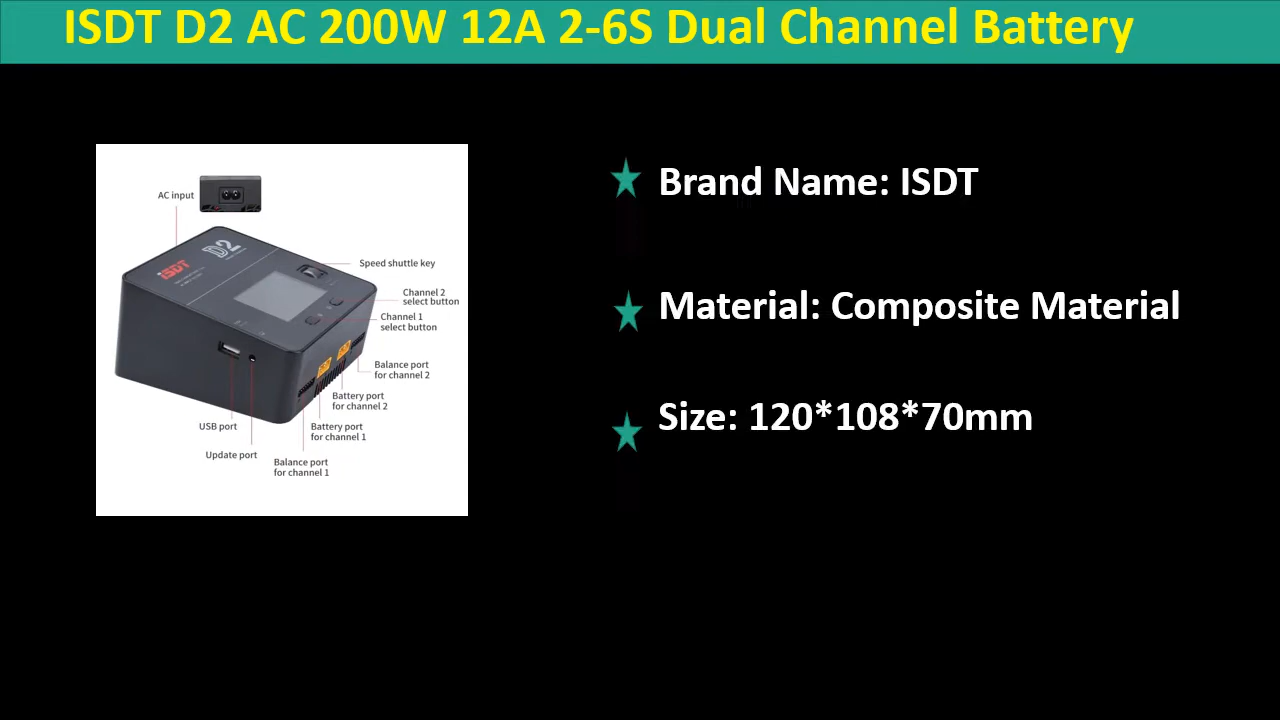 ISDT D2 AC 200W 12A 2-6S Dual Channel Battery
AC input
D2
ISDT
Speed shuttle key
Channel 2
select button
Channel 1
select button
Balance port
for channel 2
Battery port
for channel 2
USB port
Battery port
for channel 1
Update port
Balance port
for channel 1
Brand Name: ISDT
Material: Composite Material
Size: 120*108*70mm